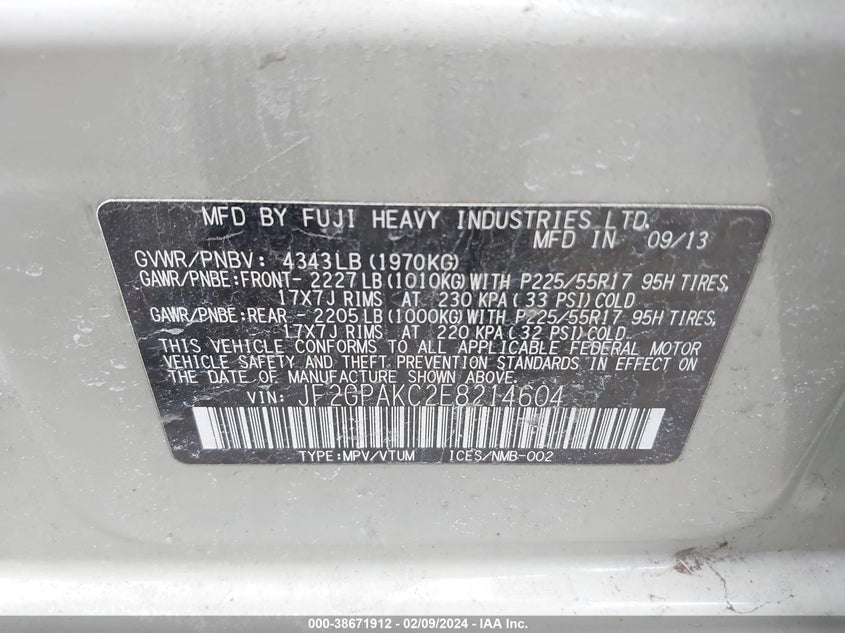 MFD BY FUJI HEAVY INDUSTRIES LTD.
MFD IN 09/13
GVWR/PNBV: 4343LB (1970KG)
GAWR/PNBE:FRONT- 2227LB (1010KG) WITH P225/55R17 95H TIRES,
17X7J RIMS AT 230 KPA ( 33 PSI) COLD
GAWR/PNBE:REAR - 2205LB (1000KG) WITH P225/55R17 95H TIRES,
17X7J RIMS AT 220 KPA ( 32 PSI) COLD
THIS VEHICLE CONFORMS TO ALL APPLICABLE FEDERAL MOTOR
VEHICLE SAFETY AND THEFT PREVENTION STANDARDS IN EFFECT ON
THE DATE OF MANUFACTURE SHOWN ABOVE.
VIN: JF2GPAKC2E8214604
TYPE:MPV/VTUM ICES/NMB-002
000-38671912 - 02/09/2024 - IAA Inc.